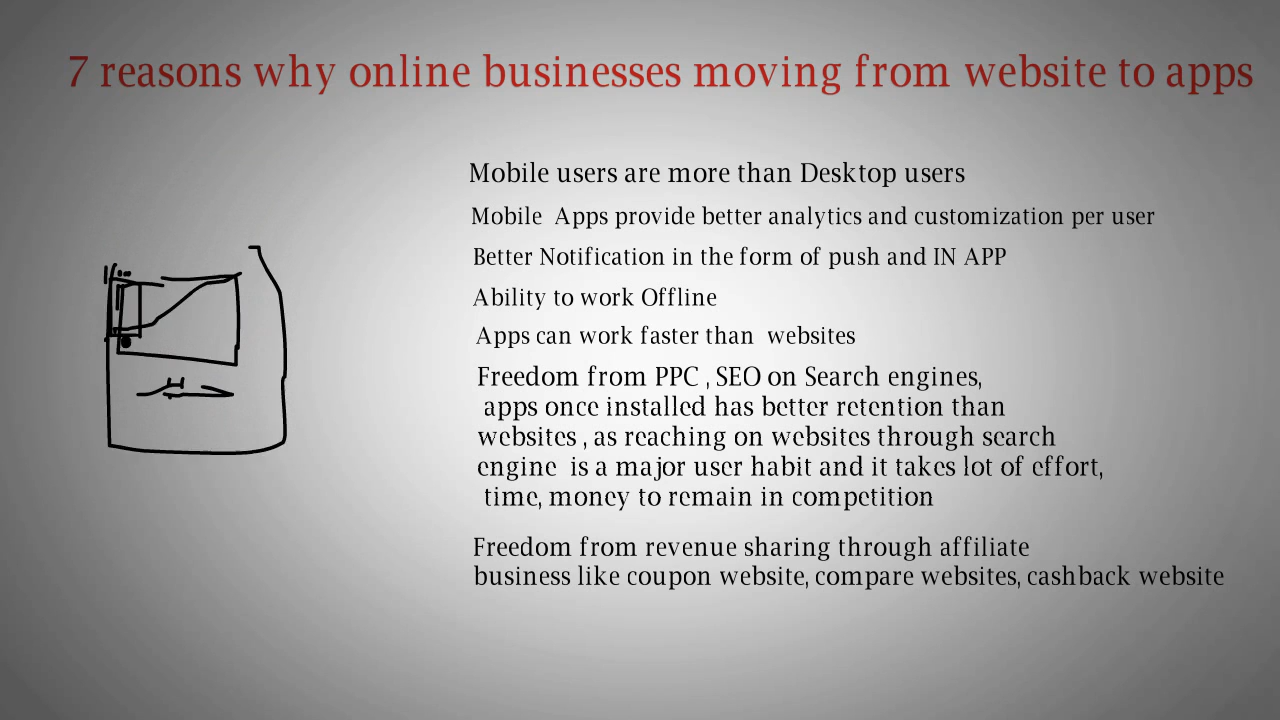 7 reasons why online businesses moving from website to apps
Mobile users are more than Desktop users
Mobile  Apps provide better analytics and customization per user
Better Notification in the form of push and IN APP
Ability to work Offline
Apps can work faster than  websites
Freedom from PPC , SEO on Search engines,
apps once installed has better retention than
websites , as reaching on websites through search
engine  is a major user habit and it takes lot of effort,
time, money to remain in competition
Freedom from revenue sharing through affiliate
business like coupon website, compare websites, cashback website